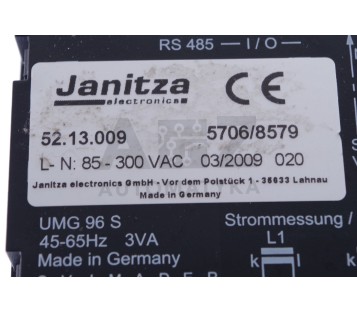 RS 485 — I / O
Janitza
electronics
CE
52.13.009 5706/8579
L- N: 85 - 300 VAC 03/2009 020
Janitza electronics GmbH - Vor dem Polstück 1 - 35633 Lahnau
Made in Germany
UMG 96 S Strommessung /
45-65Hz 3VA L1
Made in Germany k l k